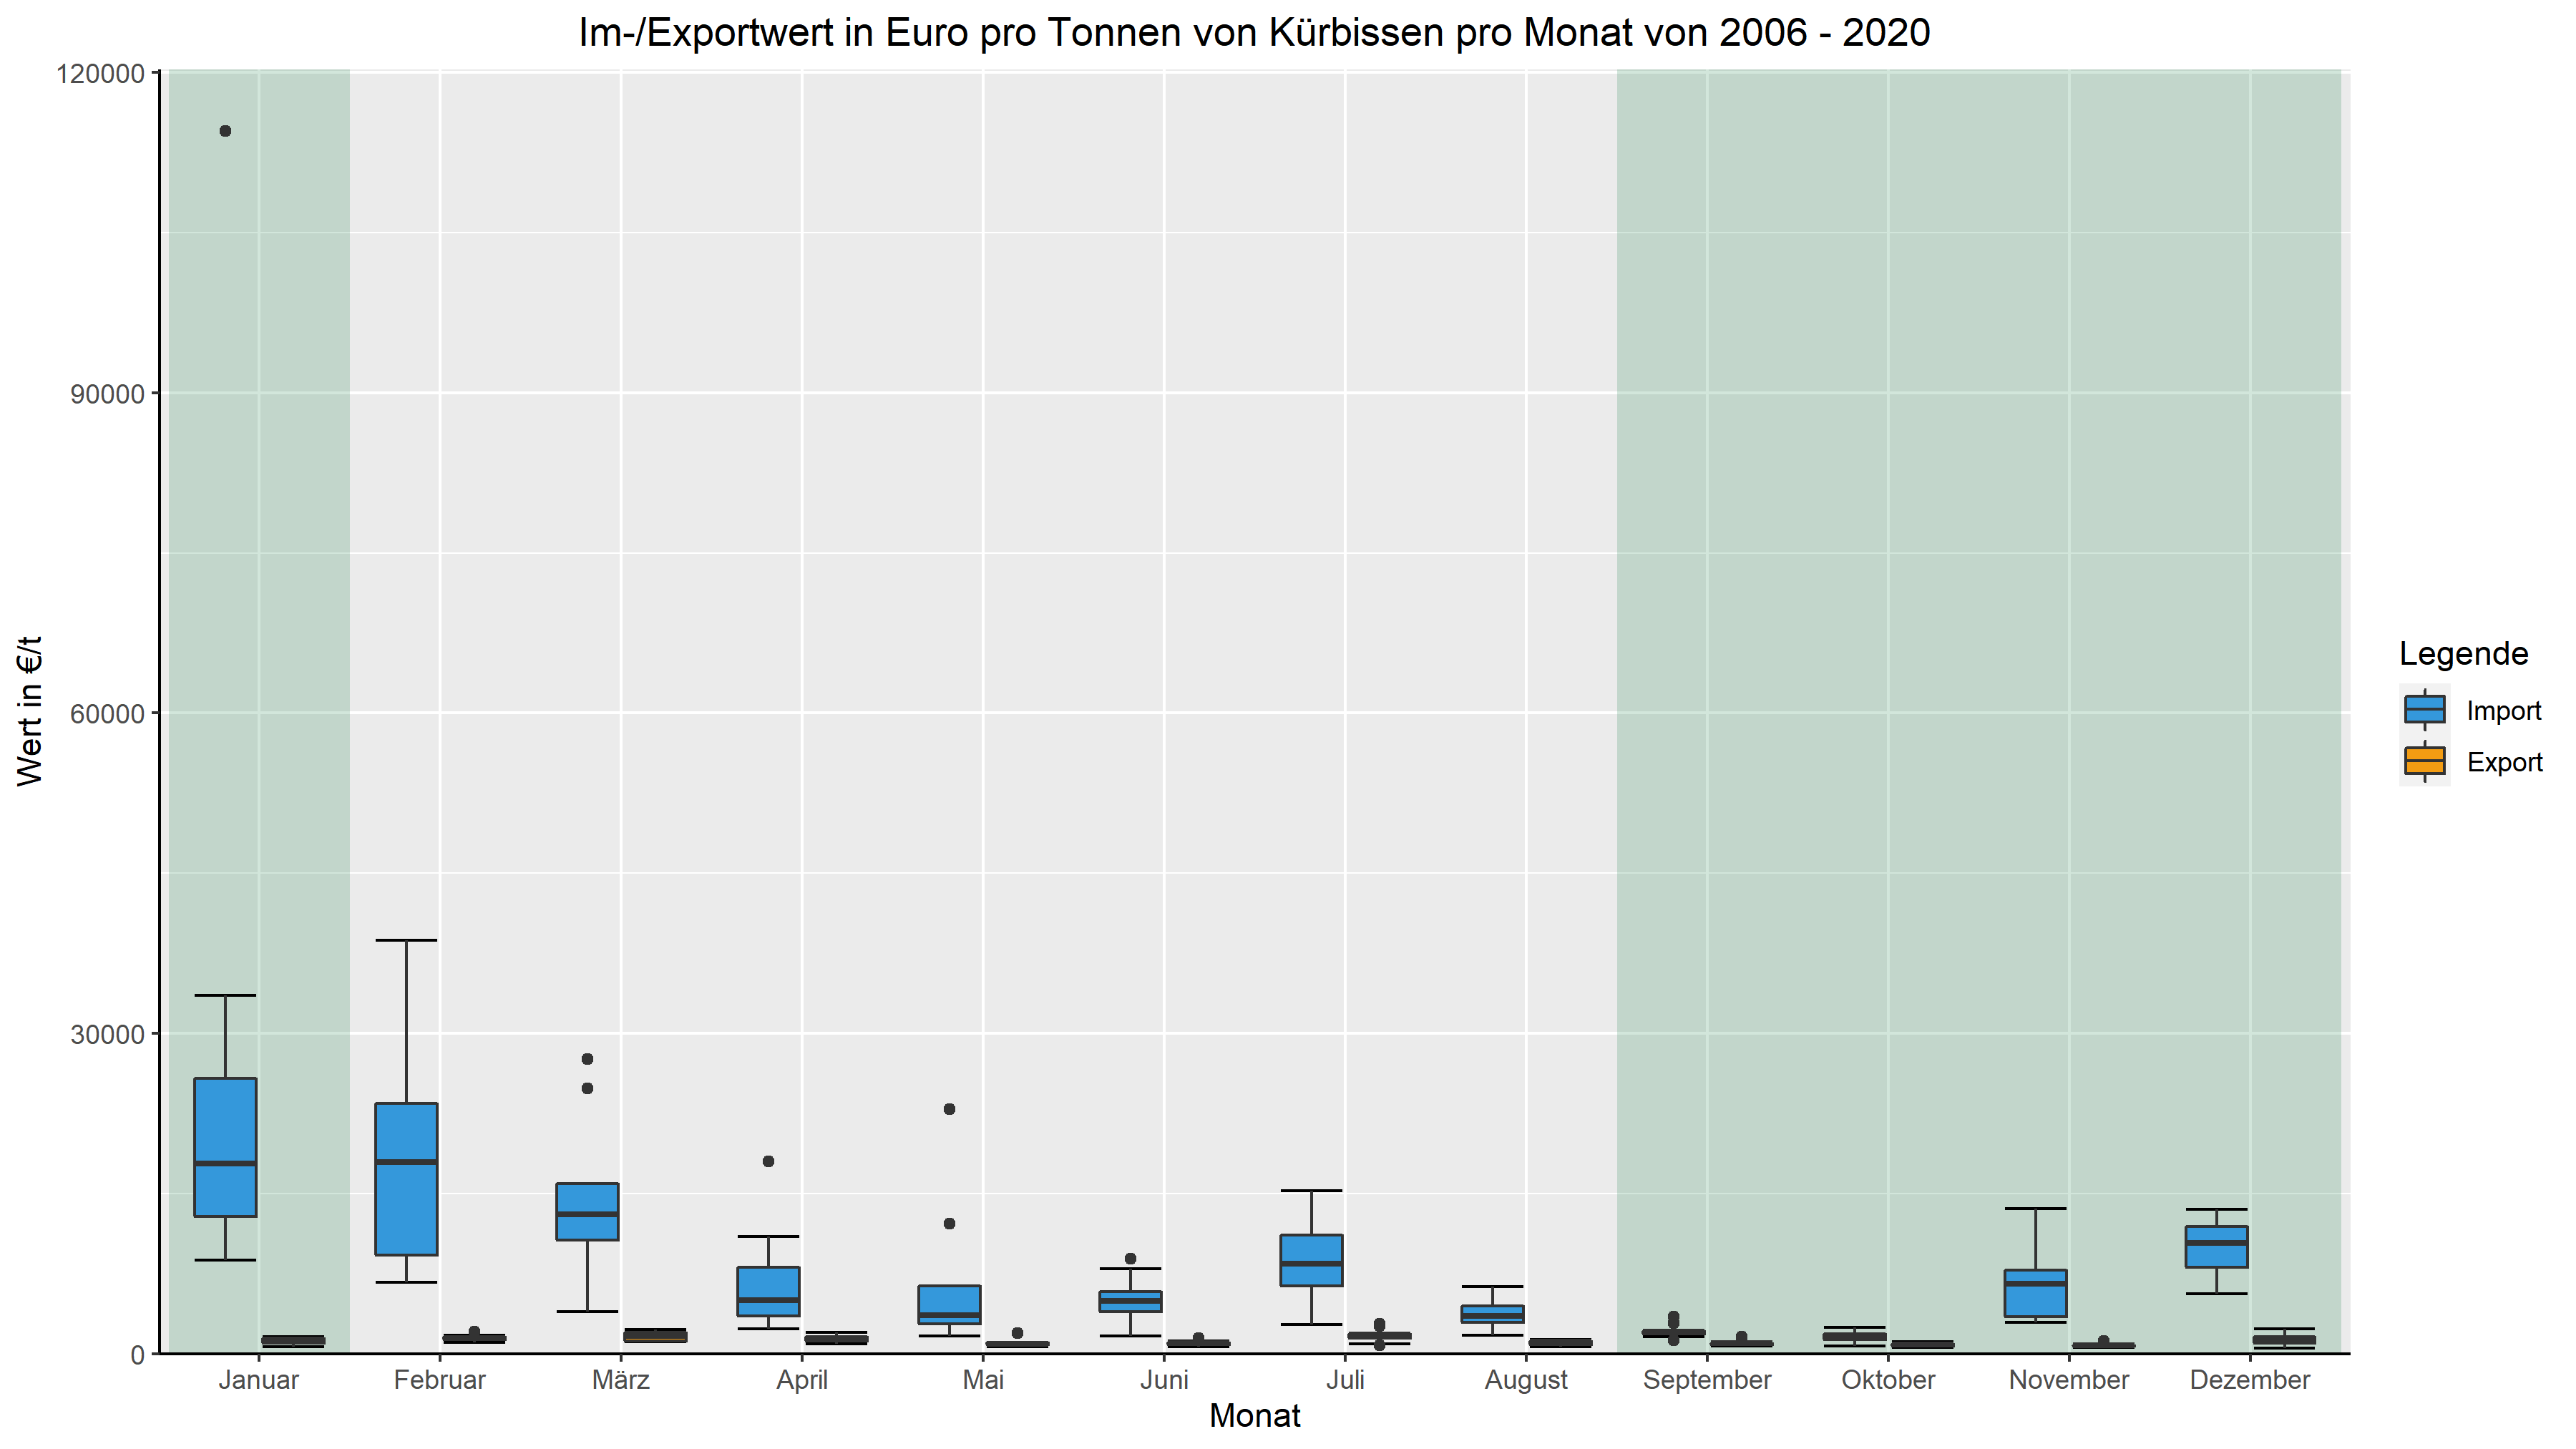 Im-/Exportwert in Euro pro Tonnen von Kürbissen pro Monat von 2006 - 2020
120000
90000
60000
30000
0
Wert in €/t
Januar
Februar
März
April
Mai
Juni
Juli
August
September
Oktober
November
Dezember
Monat
Legende
Import
Export